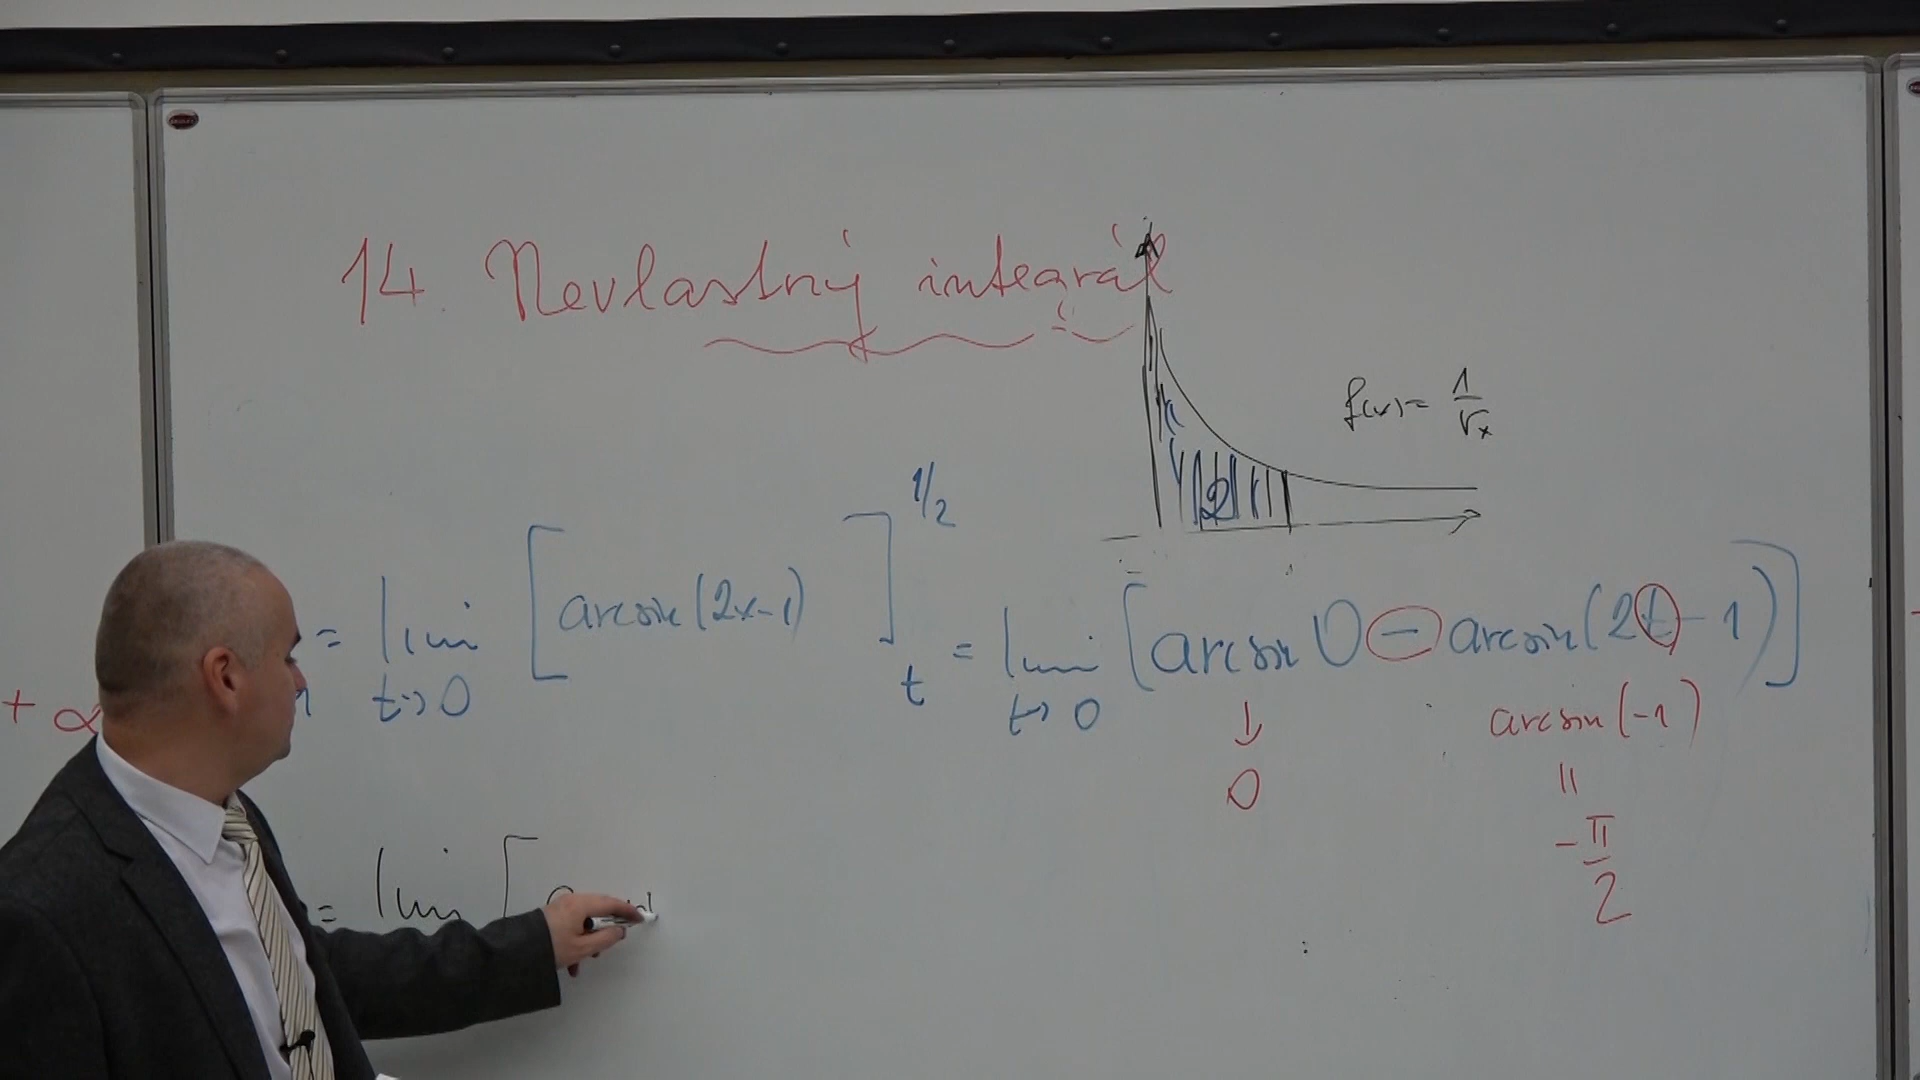 14. Nevlastný integrál
f(x) = 1/√x
= lim t→0 [arcsin(2x-1)]_t^1/2 = lim t→0 [arcsin 0 - arcsin(2t-1)]
+ ∞
↓
0
arcsin(-1)
=
-π/2
= lim [